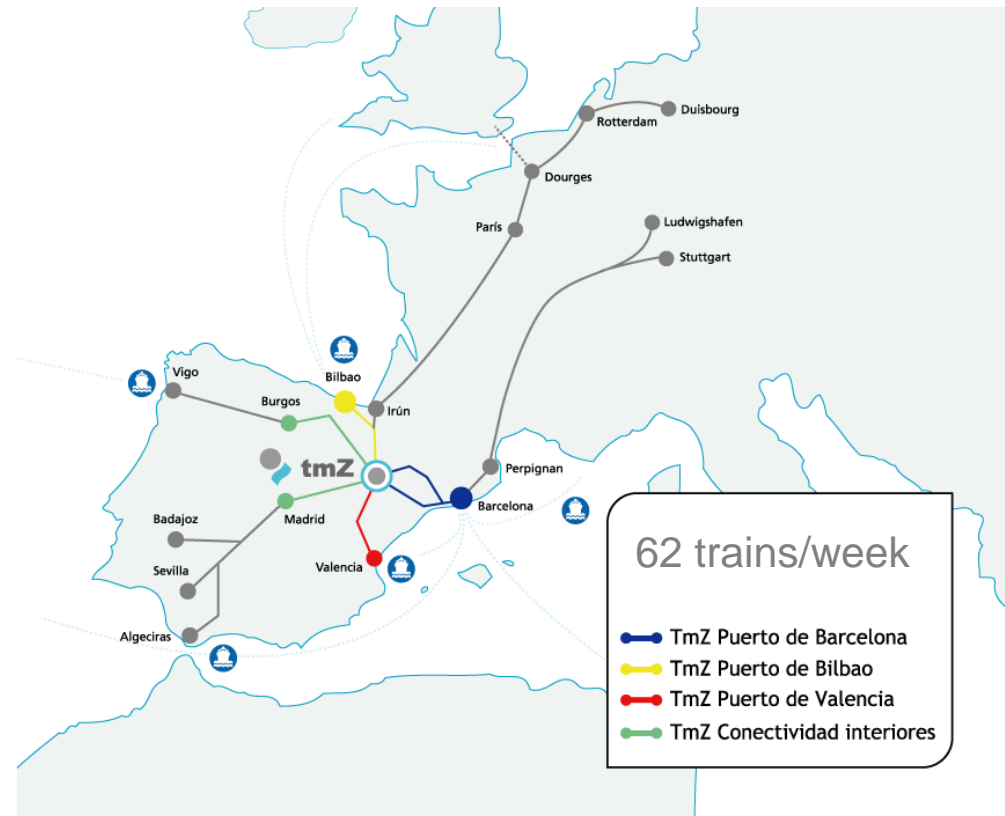 Duisbourg
Rotterdam
Dourges
Ludwigshafen
París
Stuttgart
Bilbao
Vigo
Burgos
Irún
tmZ
Perpignan
Barcelona
Madrid
Badajoz
Valencia
Sevilla
Algeciras
62 trains/week
TmZ Puerto de Barcelona
TmZ Puerto de Bilbao
TmZ Puerto de Valencia
TmZ Conectividad interiores